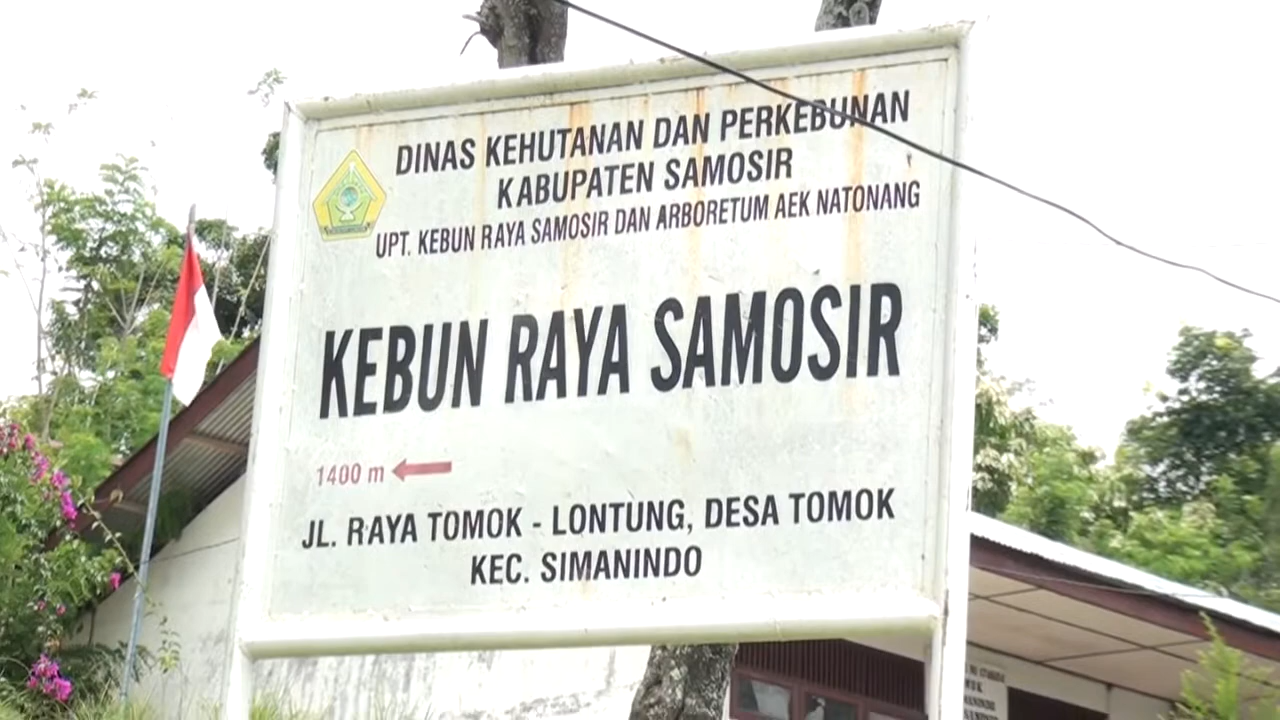 DINAS KEHUTANAN DAN PERKEBUNAN
KABUPATEN SAMOSIR
UPT. KEBUN RAYA SAMOSIR DAN ARBORETUM AEK NATONANG
KEBUN RAYA SAMOSIR
1400 m
JL. RAYA TOMOK - LONTUNG, DESA TOMOK
KEC. SIMANINDO